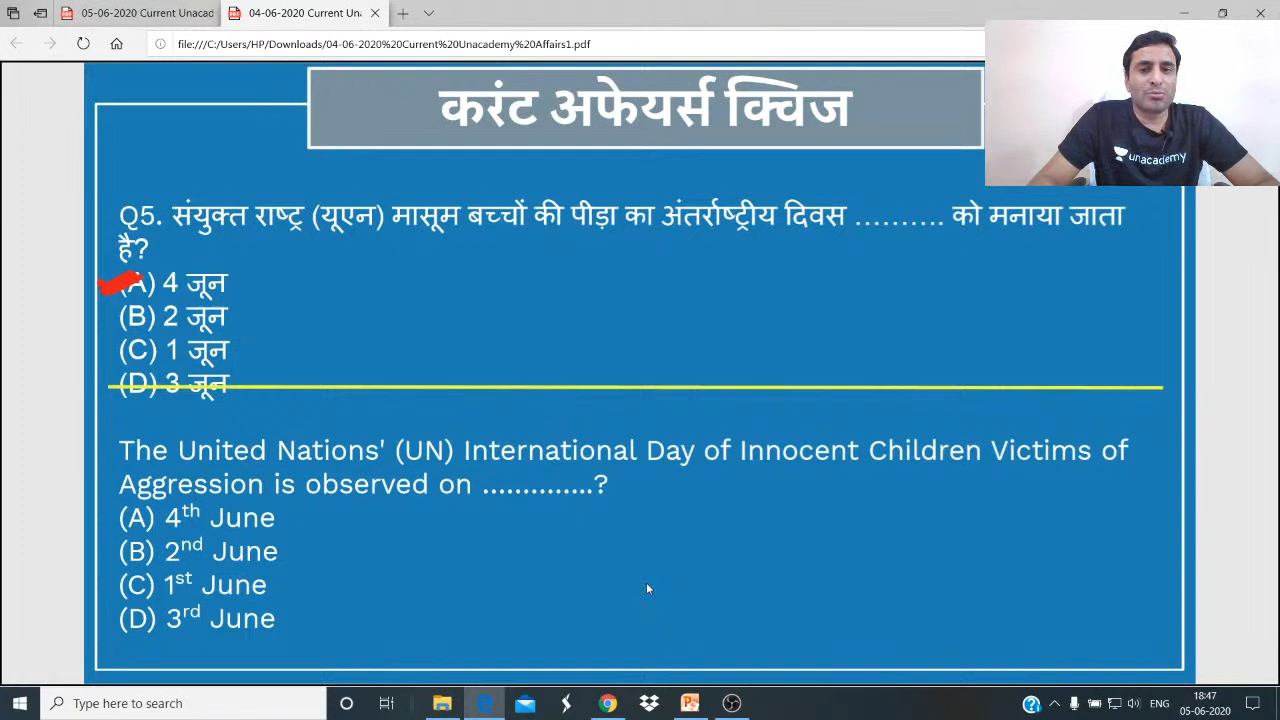 05-06-2020 Current Unacad
04-06-2020 Current Una
file:///C:/Users/HP/Downloads/04-06-2020%20Current%20Unacademy%20Affairs1.pdf
करंट अफेयर्स क्विज
unacademy
Q5. संयुक्त राष्ट्र (यूएन) मासूम बच्चों की पीड़ा का अंतर्राष्ट्रीय दिवस .......... को मनाया जाता
है?
(A) 4 जून
(B) 2 जून
(C) 1 जून
(D) 3 जून
The United Nations' (UN) International Day of Innocent Children Victims of
Aggression is observed on ..............?
(A) 4th June
(B) 2nd June
(C) 1st June
(D) 3rd June
Type here to search
ENG
18:47
05-06-2020